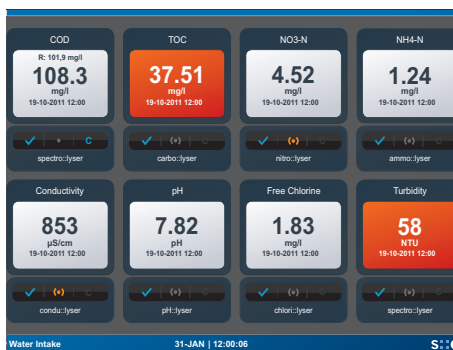 COD
TOC
NO3-N
NH4-N
R: 101,9 mg/l
108.3
mg/l
19-10-2011 12:00
37.51
mg/l
19-10-2011 12:00
4.52
mg/l
19-10-2011 12:00
1.24
mg/l
19-10-2011 12:00
C
C
C
C
spectro::lyser
carbo::lyser
nitro::lyser
ammo::lyser
Conductivity
pH
Free Chlorine
Turbidity
853
µS/cm
19-10-2011 12:00
7.82
pH
19-10-2011 12:00
1.83
mg/l
19-10-2011 12:00
58
NTU
19-10-2011 12:00
C
C
C
C
condu::lyser
pH::lyser
chlori::lyser
spectro::lyser
Water Intake
31-JAN | 12:00:06